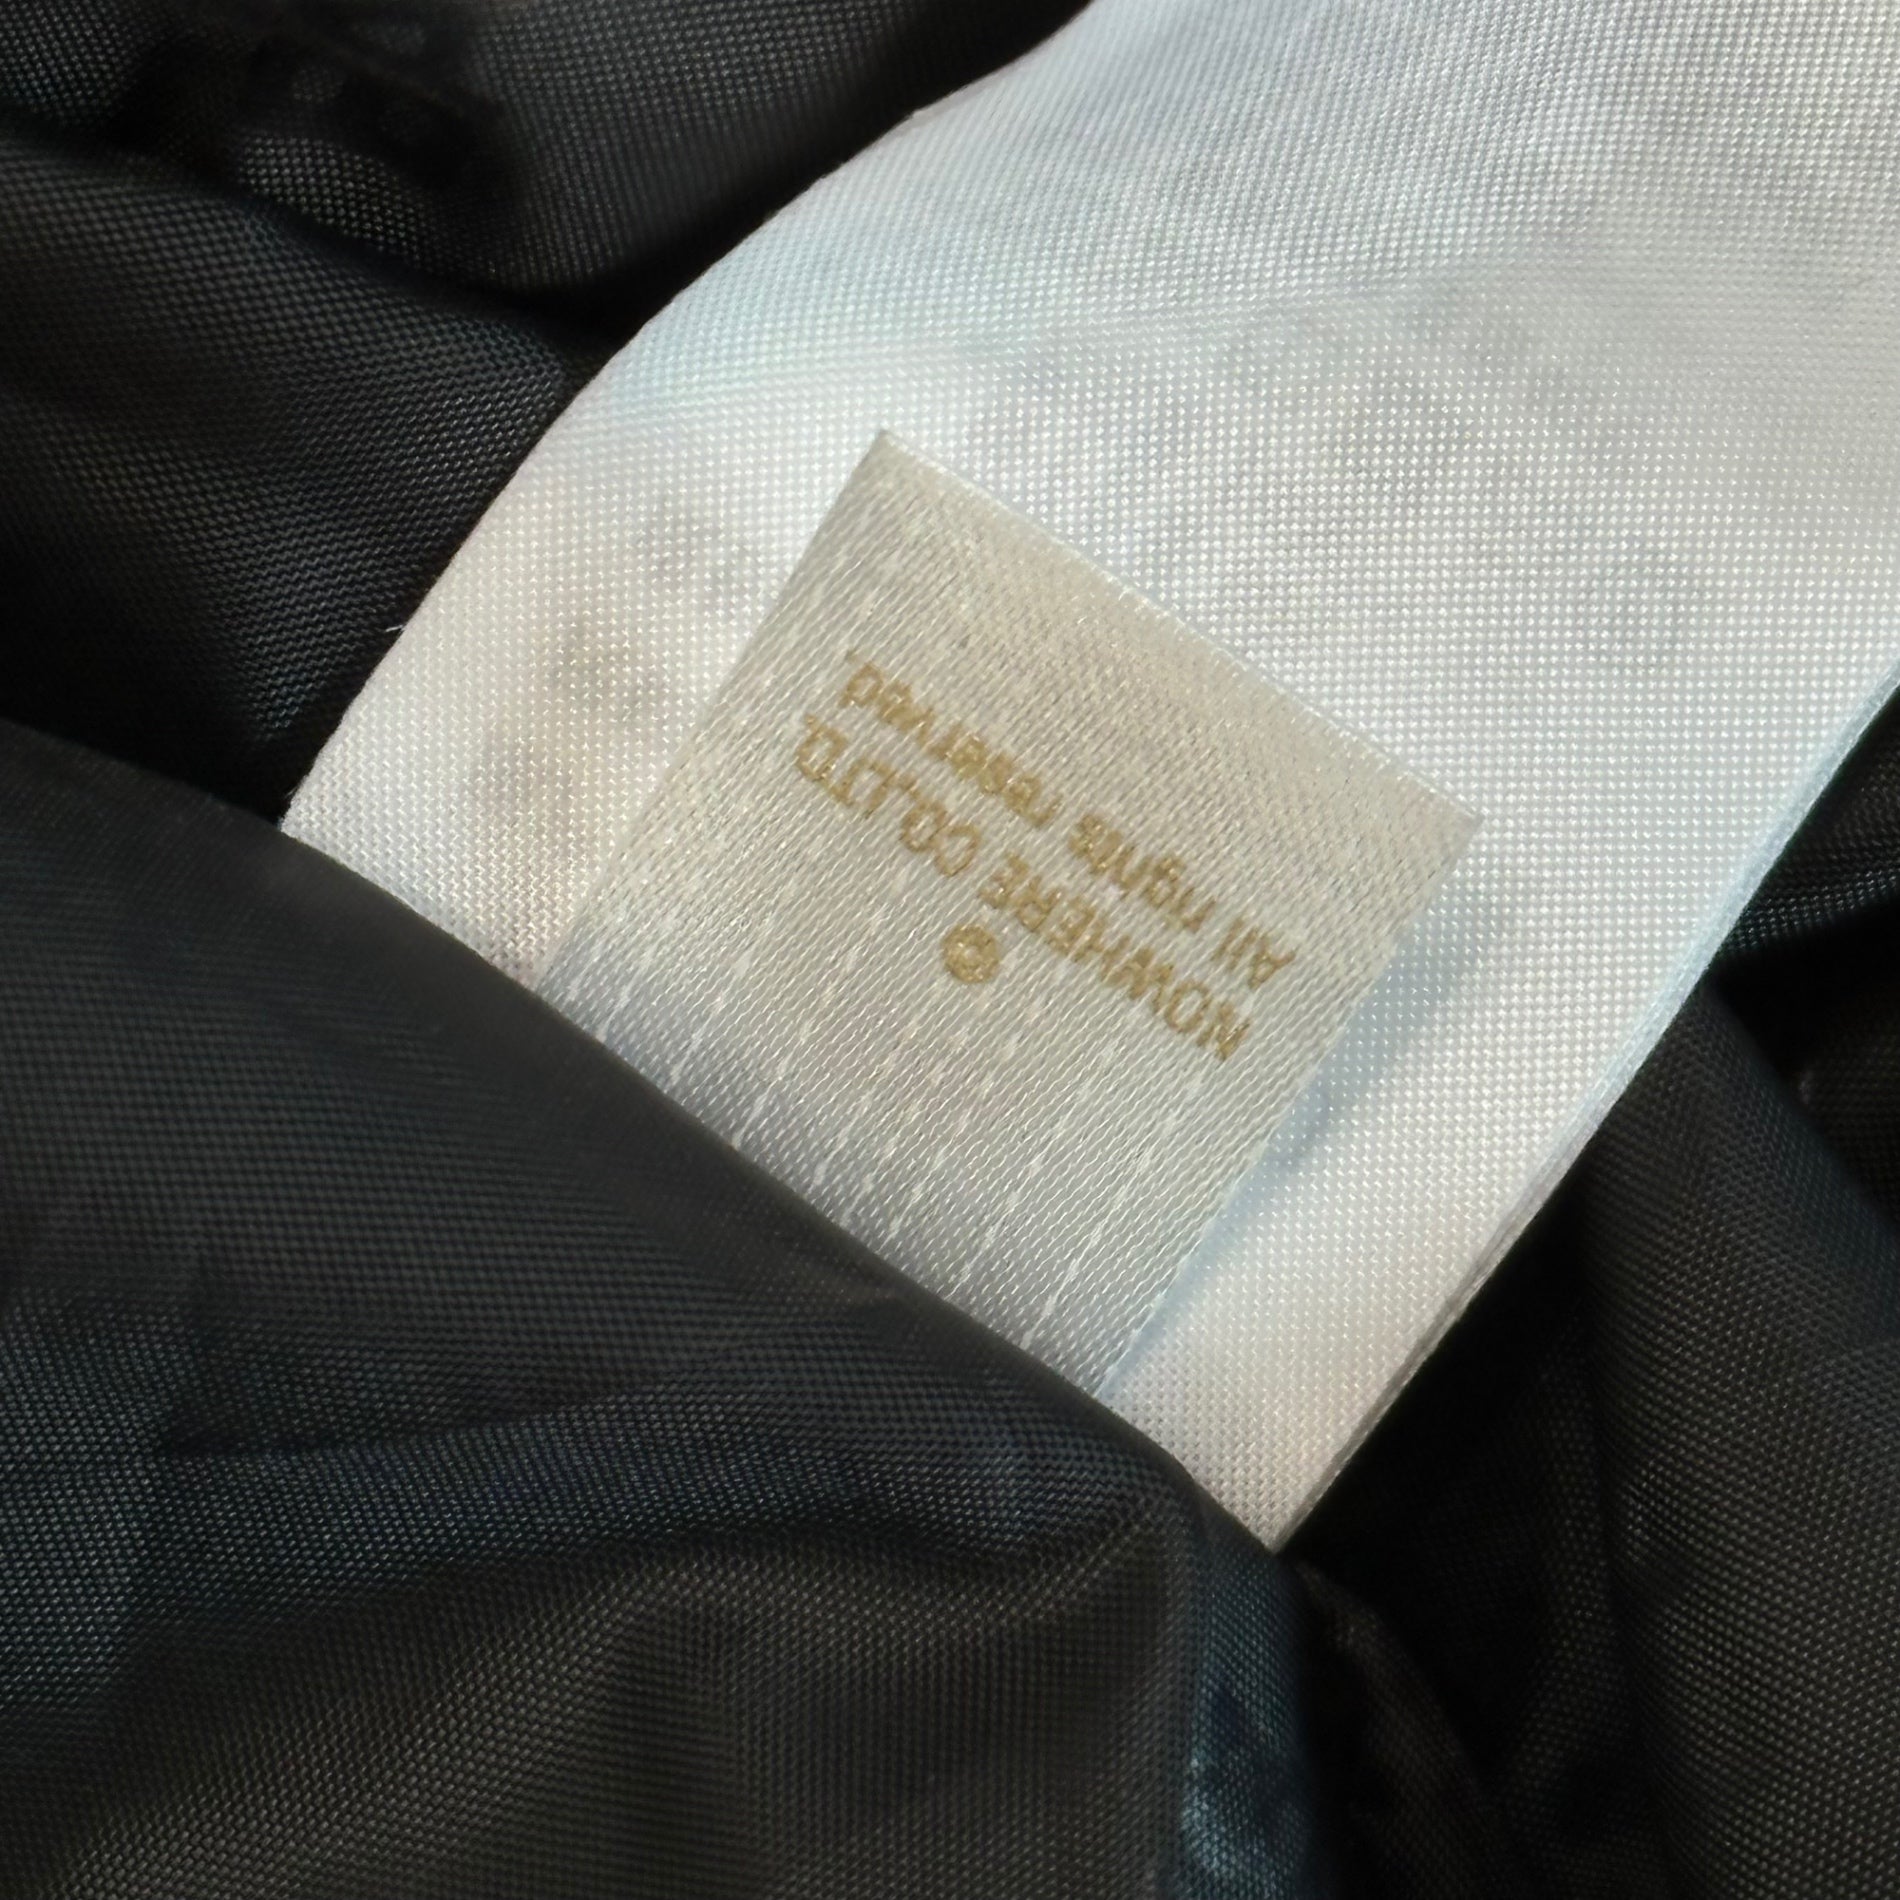 ©
NOWHERE CO.,LTD.
All rights reserved.